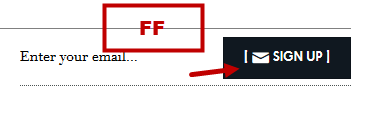 FF
Enter your email...
[ SIGN UP ]